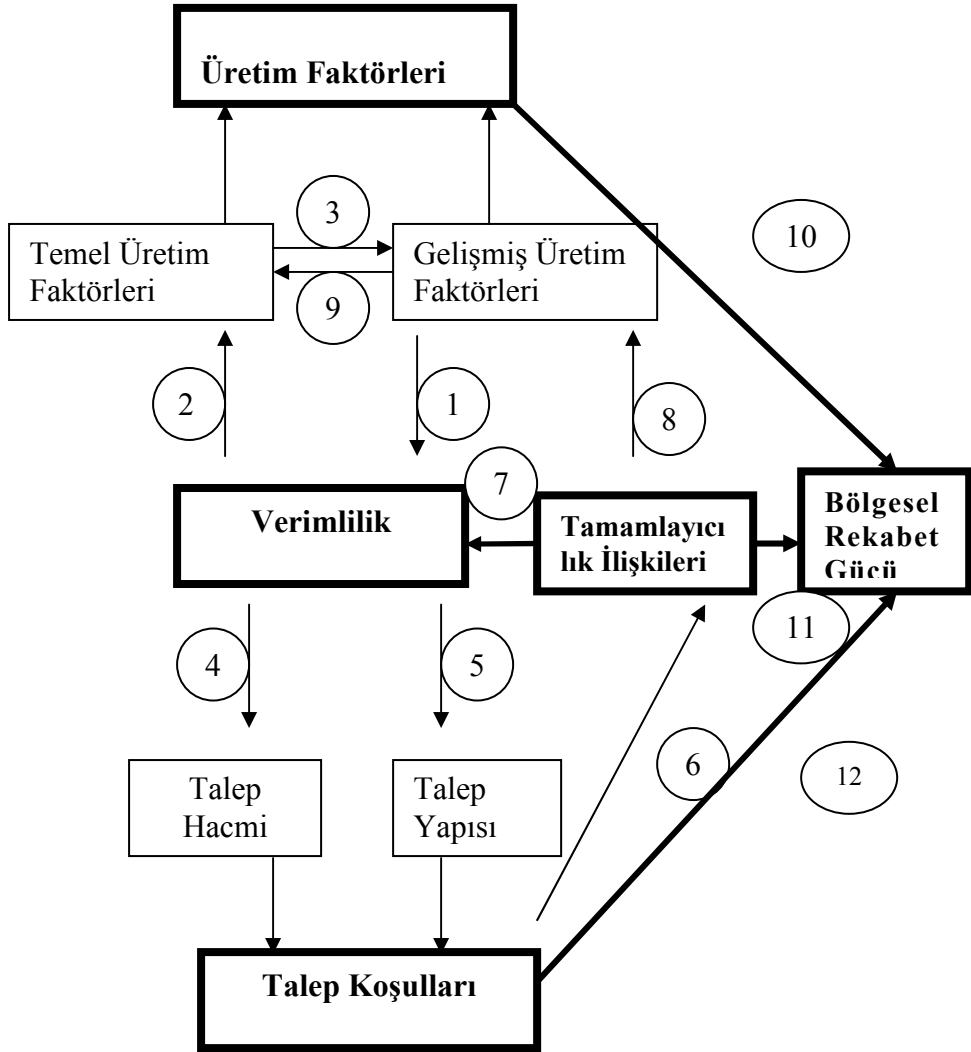 Üretim Faktörleri
3
10
Temel Üretim
Faktörleri
Gelişmiş Üretim
Faktörleri
9
2
1
8
7
Verimlilik
Tamamlayıcı
lık İlişkileri
Bölgesel
Rekabet
Gücü
4
5
11
6
12
Talep
Hacmi
Talep
Yapısı
Talep Koşulları